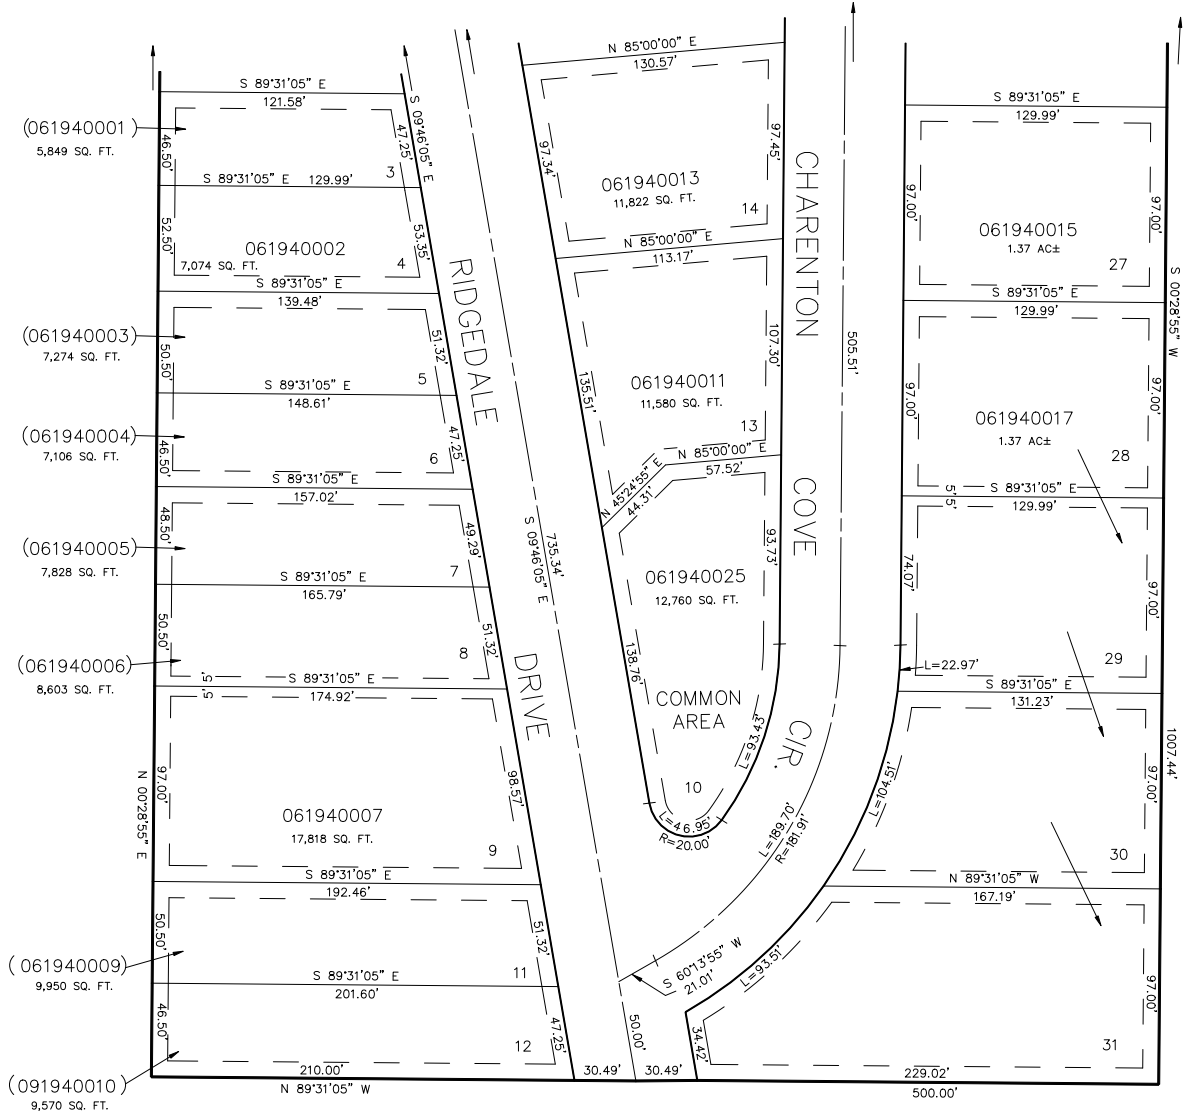 N 85°00'00" E
130.57'
S 89°31'05" E
121.58'
(061940001)
5,849 SQ. FT.
46.50'
47.25'
S 09°46'05" E
3
S 89°31'05" E 129.99'
52.50'
061940002
7,074 SQ. FT.
53.35'
4
S 89°31'05" E
139.48'
(061940003)
7,274 SQ. FT.
50.50'
51.32'
5
S 89°31'05" E
148.61'
(061940004)
7,106 SQ. FT.
46.50'
47.25'
6
S 89°31'05" E
157.02'
48.50'
(061940005)
7,828 SQ. FT.
49.29'
7
S 89°31'05" E
165.79'
50.50'
(061940006)
8,603 SQ. FT.
51.32'
8
5' 5'
S 89°31'05" E
174.92'
N 00°28'55" E
97.00'
061940007
17,818 SQ. FT.
98.57'
9
S 89°31'05" E
192.46'
50.50'
(061940009)
9,950 SQ. FT.
51.32'
11
S 89°31'05" E
201.60'
46.50'
47.25'
12
(091940010)
9,570 SQ. FT.
210.00'
N 89°31'05" W
RIDGEDALE
DRIVE
735.34'
S 09°46'05" E
50.00'
30.49'
30.49'
97.34'
97.45'
061940013
11,822 SQ. FT.
14
N 85°00'00" E
113.17'
135.51'
107.30'
061940011
11,580 SQ. FT.
13
N 85°00'00" E
57.52'
N 45°24'55" E
44.31'
93.73'
061940025
12,760 SQ. FT.
138.76'
COMMON
AREA
L=93.43'
10
L=46.95'
R=20.00'
CHARENTON
COVE
CIR.
505.51'
L=189.70'
R=181.91'
S 60°13'55" W
21.01'
S 89°31'05" E
129.99'
97.00'
97.00'
061940015
1.37 AC±
27
S 00°28'55" W
S 89°31'05" E
129.99'
97.00'
97.00'
061940017
1.37 AC±
28
5' 5'
S 89°31'05" E
129.99'
74.07'
97.00'
29
L=22.97'
S 89°31'05" E
131.23'
1007.44'
97.00'
L=104.51'
30
N 89°31'05" W
167.19'
L=93.51'
97.00'
34.42'
31
229.02'
500.00'